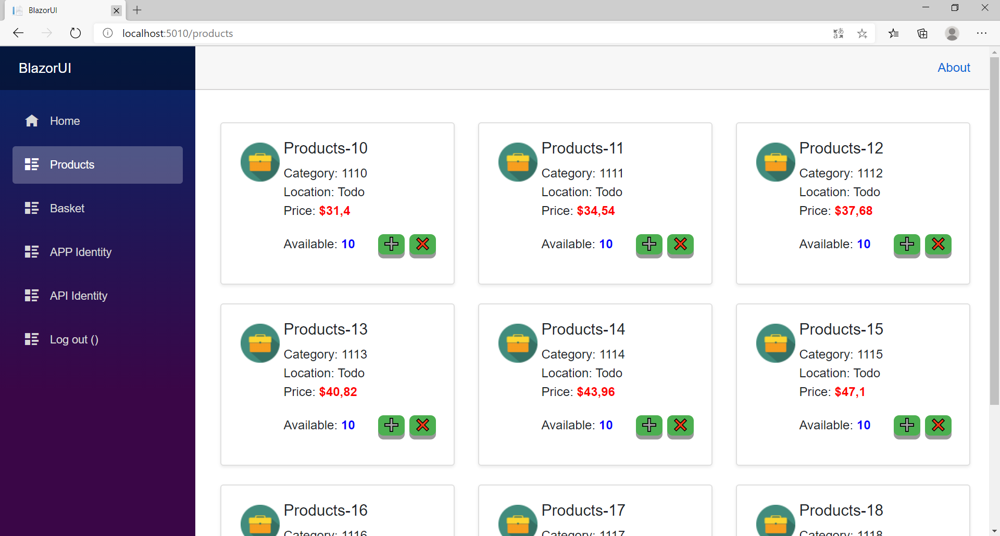 BlazorUI
localhost:5010/products
BlazorUI
About
Home
Products
Basket
APP Identity
API Identity
Log out ()
Products-10
Category: 1110
Location: Todo
Price: $31,4
Available: 10
Products-11
Category: 1111
Location: Todo
Price: $34,54
Available: 10
Products-12
Category: 1112
Location: Todo
Price: $37,68
Available: 10
Products-13
Category: 1113
Location: Todo
Price: $40,82
Available: 10
Products-14
Category: 1114
Location: Todo
Price: $43,96
Available: 10
Products-15
Category: 1115
Location: Todo
Price: $47,1
Available: 10
Products-16
Category: 1116
Products-17
Category: 1117
Products-18
Category: 1118